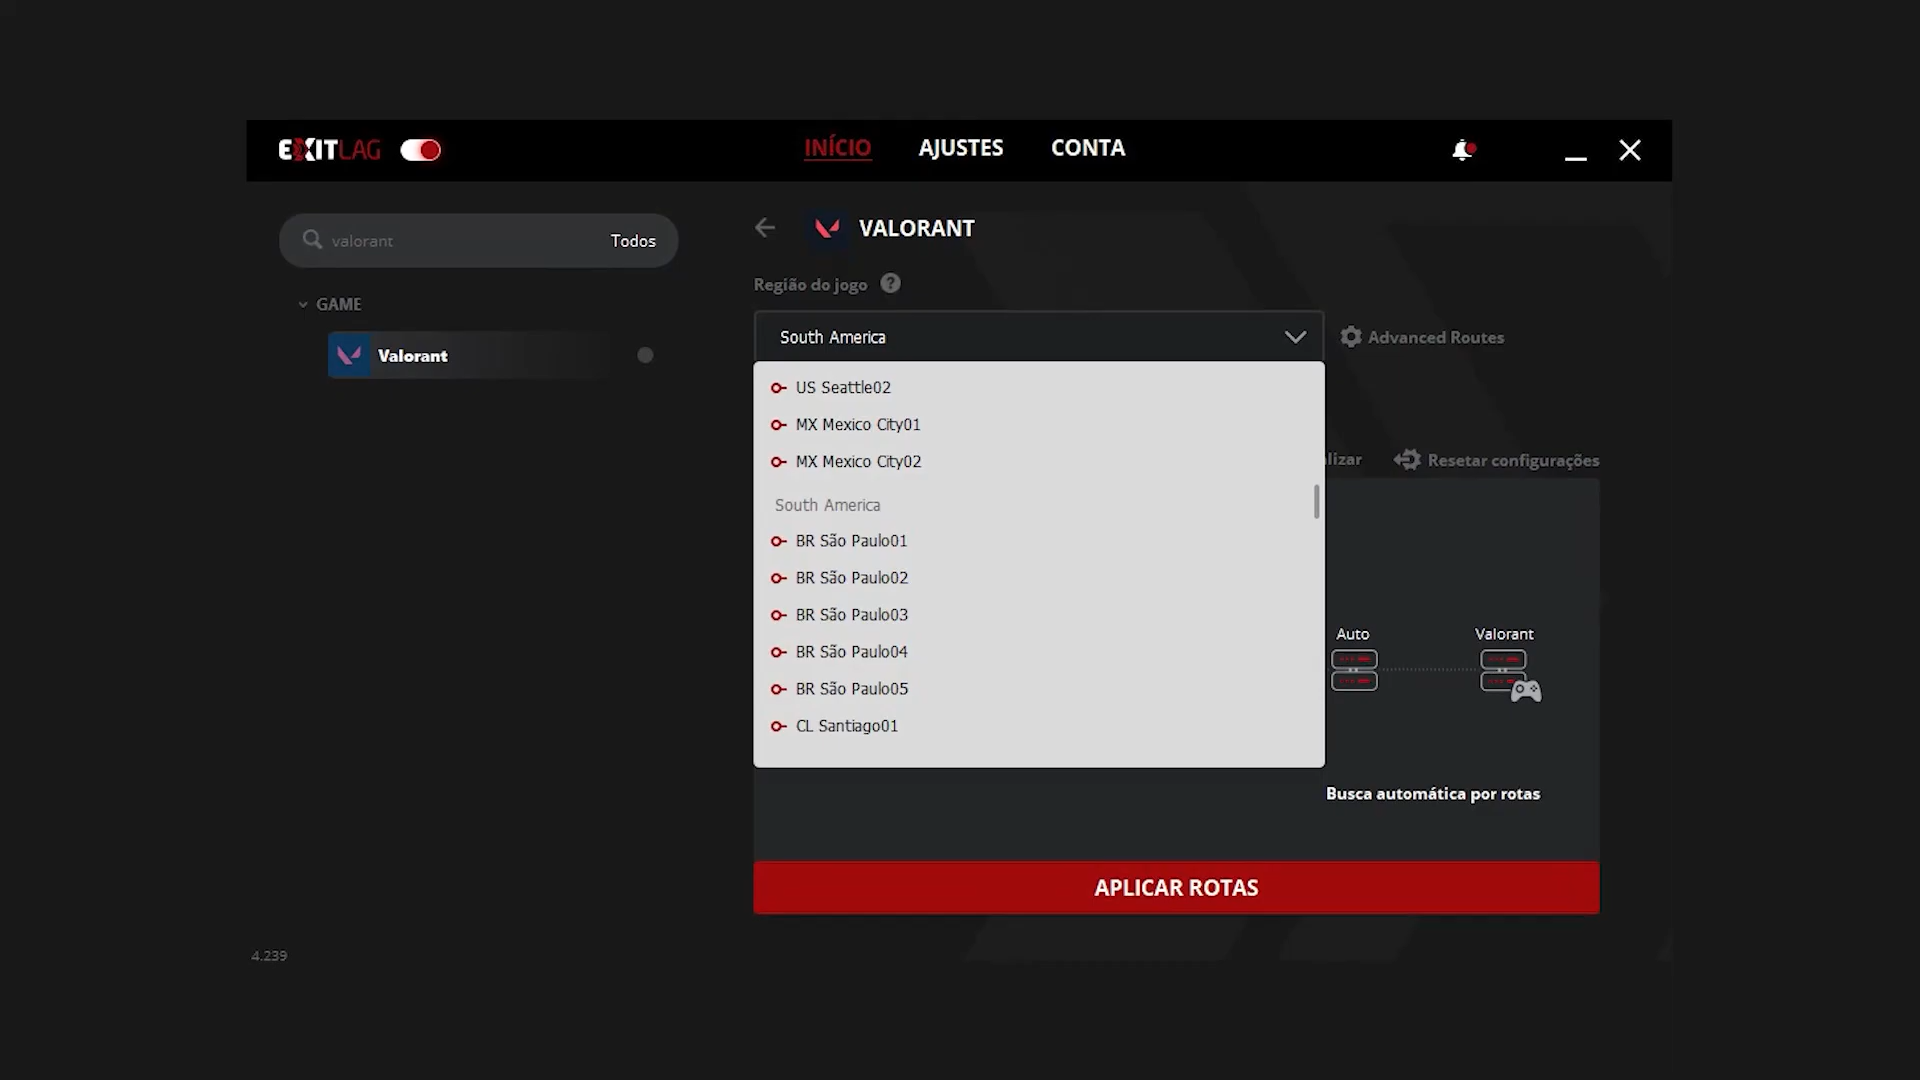 EXITLAG
INÍCIO
AJUSTES
CONTA
valorant
Todos
GAME
Valorant
VALORANT
Região do jogo ?
South America
Advanced Routes
US Seattle02
MX Mexico City01
MX Mexico City02
South America
BR São Paulo01
BR São Paulo02
BR São Paulo03
BR São Paulo04
BR São Paulo05
CL Santiago01
Resetar configurações
Auto
Valorant
Busca automática por rotas
APLICAR ROTAS
4.239